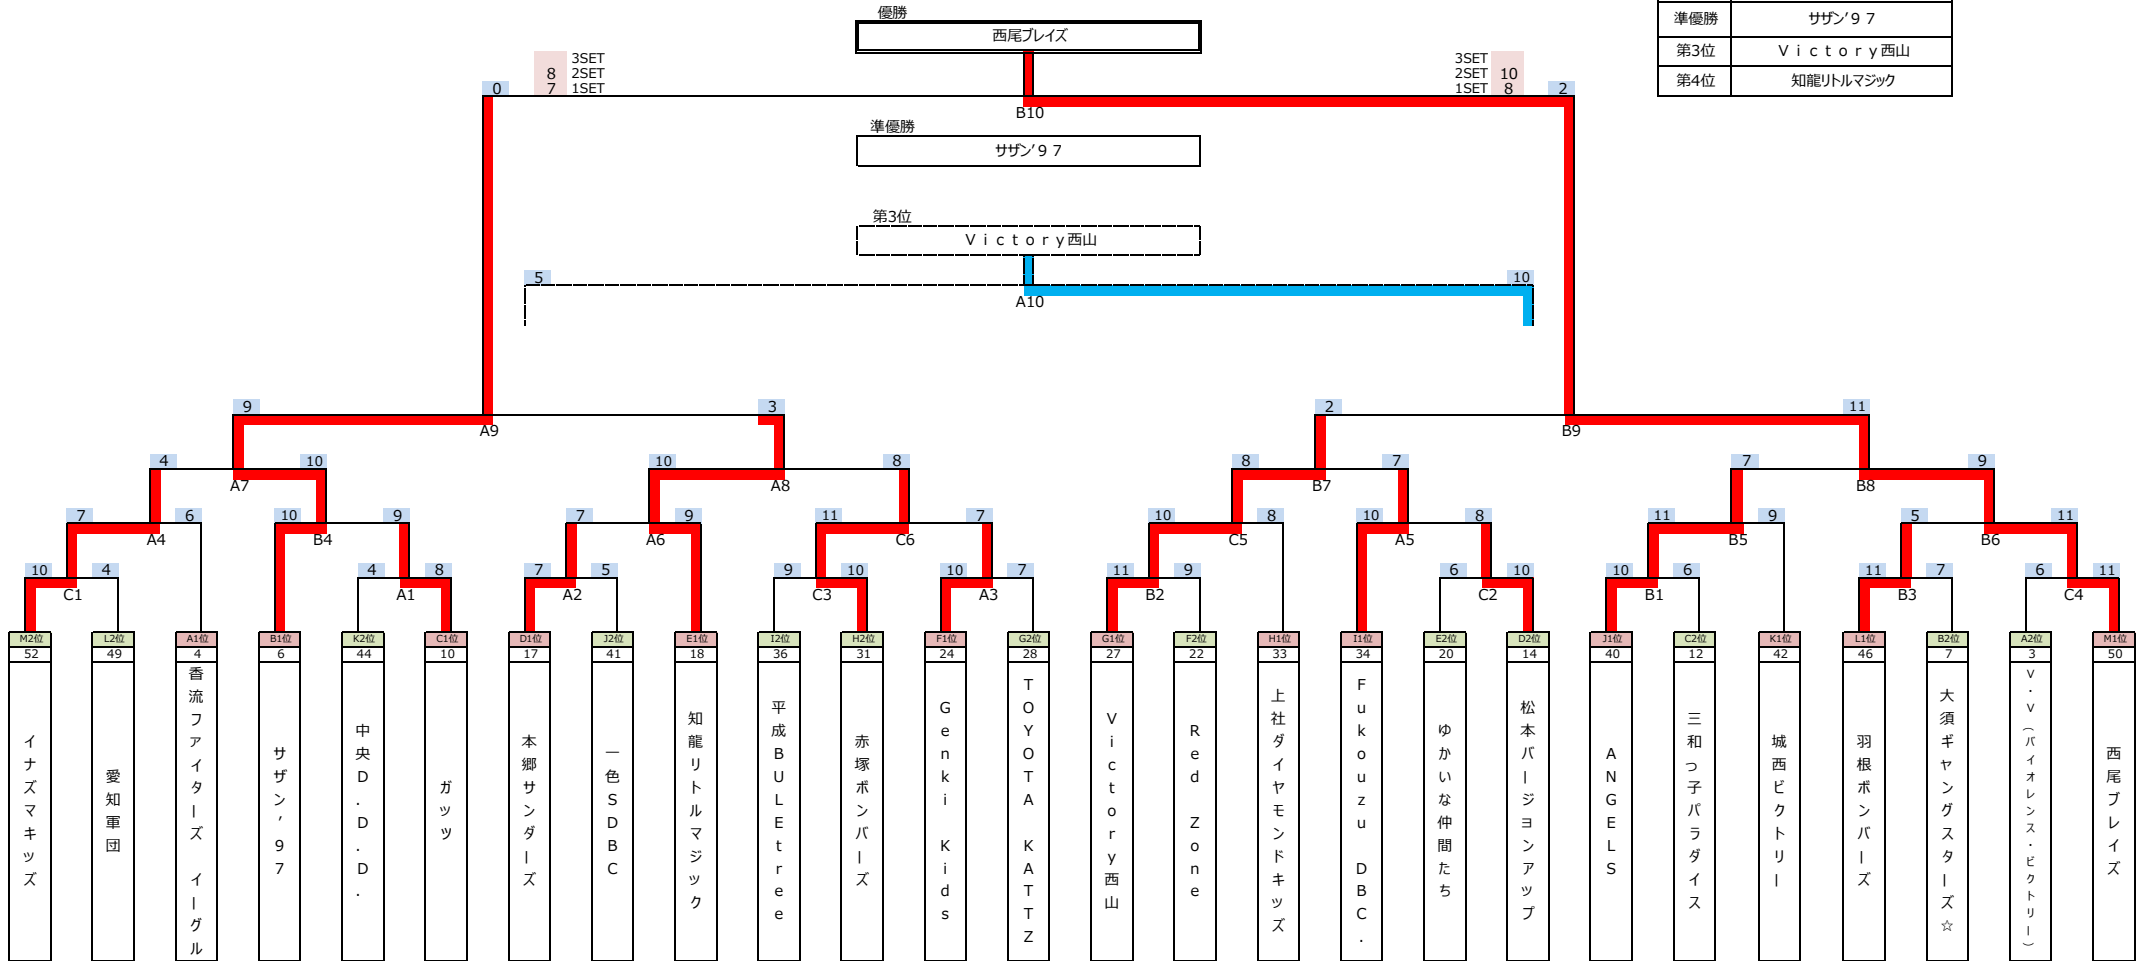 優勝
西尾ブレイズ
準優勝 サザン’９７
第3位 Ｖｉｃｔｏｒｙ西山
第4位 知龍リトルマジック
3SET
8 2SET
0 7 1SET
3SET
2SET 10
1SET 8 2
B10
準優勝
サザン’９７
第3位
Ｖｉｃｔｏｒｙ西山
5 10
A10
9 3 2 11
A9 B9
4 10 10 8 8 7 7 9
A7 A8 B7 B8
7 6 10 9 7 9 11 7 10 8 10 8 11 9 5 11
A4 B4 A6 C6 C5 A5 B5 B6
10 4 4 8 7 5 9 10 10 7 11 9 6 10 10 6 11 7 6 11
C1 A1 A2 C3 A3 B2 C2 B1 B3 C4
M2位 L2位 A1位 B1位 K2位 C1位 D1位 J2位 E1位 I2位 H2位 F1位 G2位 G1位 F2位 H1位 I1位 E2位 D2位 J1位 C2位 K1位 L1位 B2位 A2位 M1位
52 49 4 6 44 10 17 41 18 36 31 24 28 27 22 33 34 20 14 40 12 42 46 7 3 50
イナズマキッズ
愛知軍団
香流ファイターズ　イーグル
サザン’９７
中央Ｄ．Ｄ．Ｄ．
ガッツ
本郷サンダーズ
一色ＳＤＢＣ
知龍リトルマジック
平成ＢＵＬＥｔｒｅｅ
赤塚ボンバーズ
Ｇｅｎｋｉ　Ｋｉｄｓ
ＴＯＹＯＴＡ　ＫＡＴＴＺ
Ｖｉｃｔｏｒｙ西山
Ｒｅｄ　Ｚｏｎｅ
上社ダイヤモンドキッズ
Ｆｕｋｏｕｚｕ　ＤＢＣ．
ゆかいな仲間たち
松本バージョンアップ
ＡＮＧＥＬＳ
三和っ子パラダイス
城西ビクトリー
羽根ボンバーズ
大須ギャングスターズ☆
Ｖ・Ｖ（バイオレンス・ビクトリー）
西尾ブレイズ